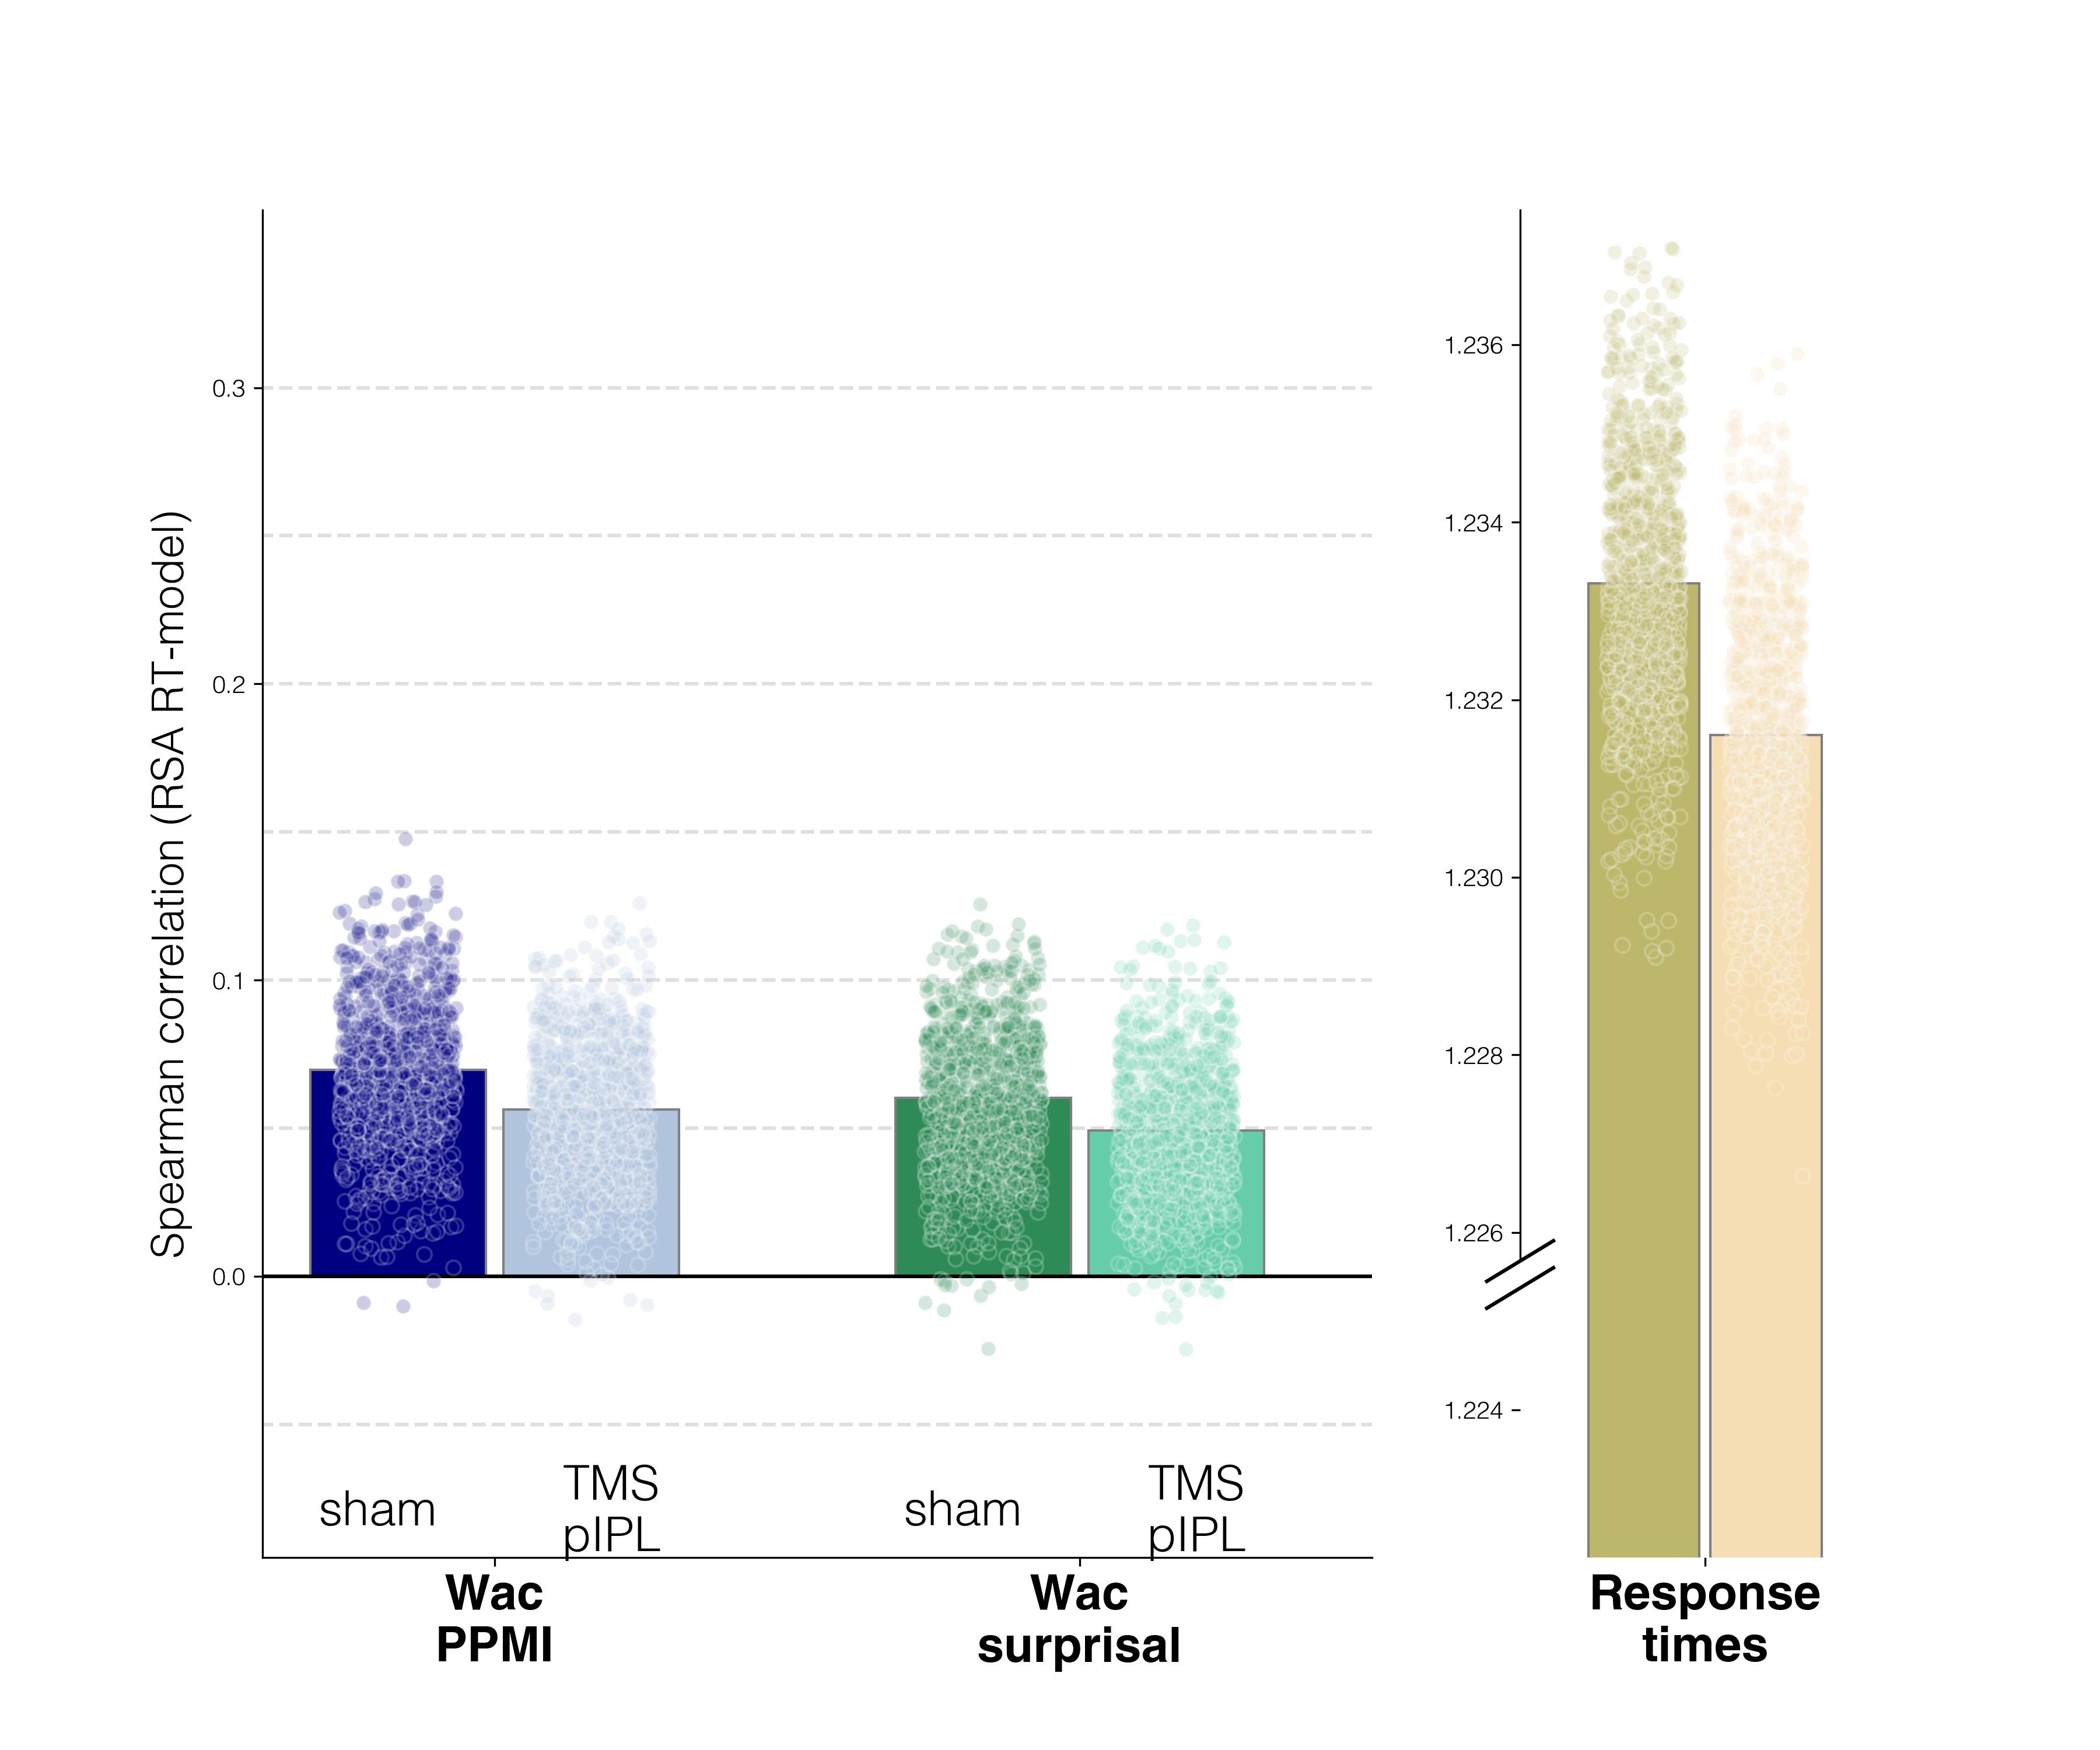 Spearman correlation (RSA RT-model)
0.3
0.2
0.1
0.0
sham
TMS
pIPL
sham
TMS
pIPL
Wac
PPMI
Wac
surprisal
1.236
1.234
1.232
1.230
1.228
1.226
1.224
Response
times